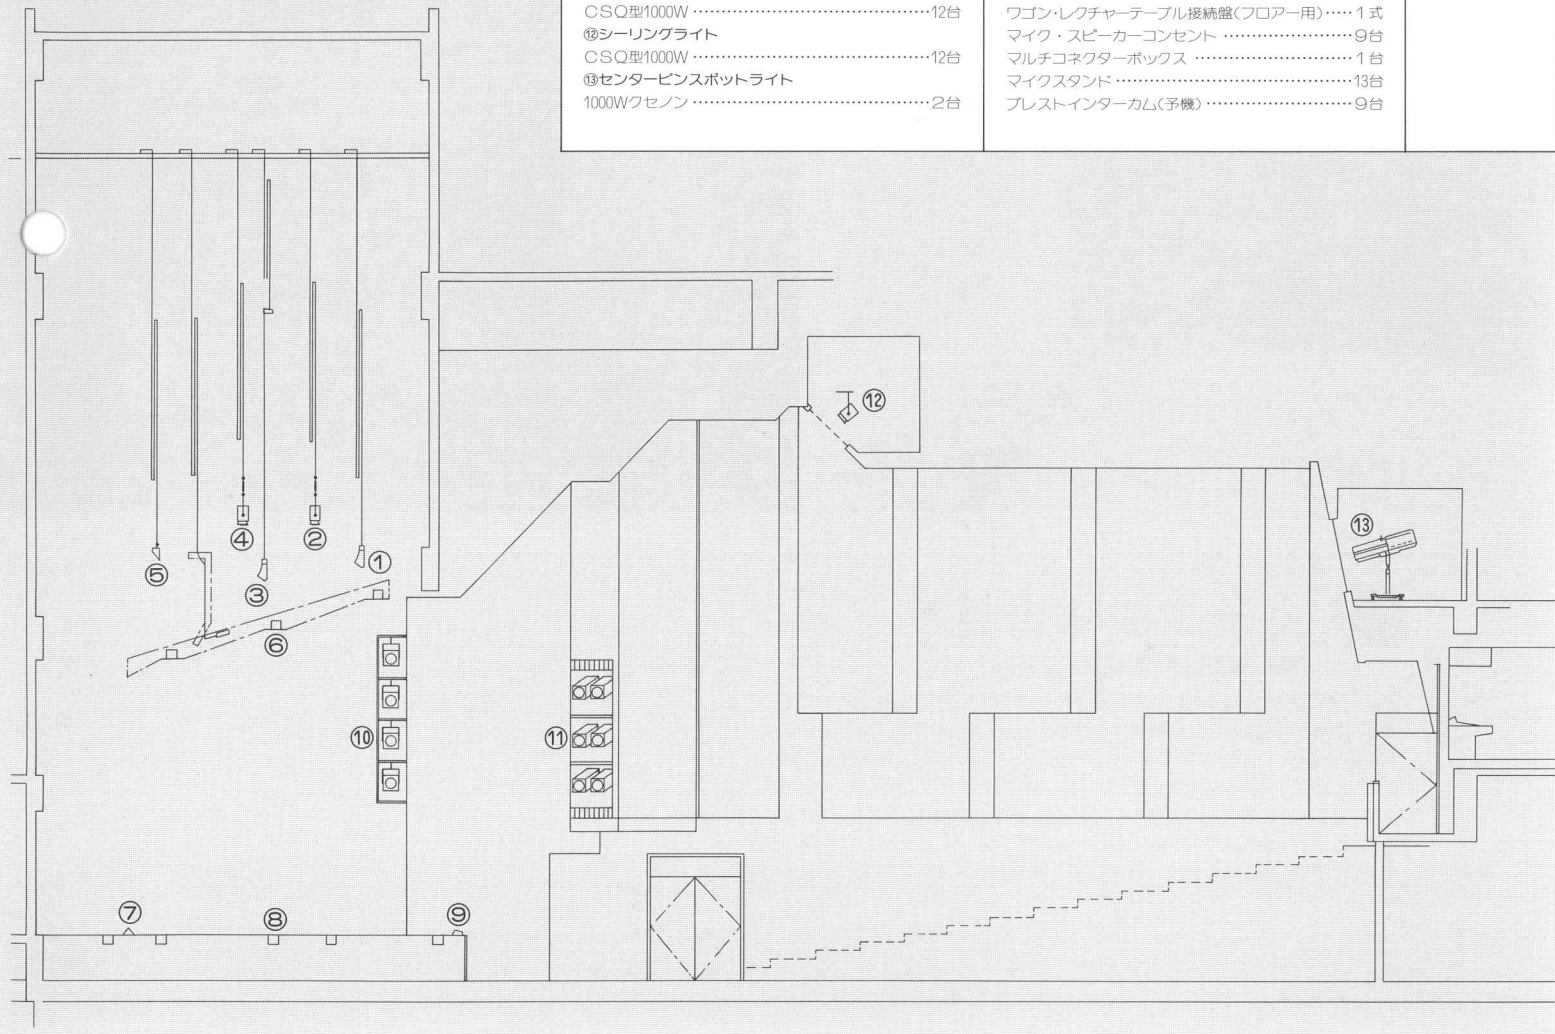 CSQ型1000W ………………………… 12台
⑫シーリングライト
CSQ型1000W ………………………… 12台
⑬センターピンスポットライト
1000Wクセノン ………………………… 2台
ワゴン・レクチャーテーブル接続盤(フロアー用) …… 1式
マイク・スピーカーコンセント ……………… 9台
マルチコネクターボックス ………………… 1台
マイクスタンド ………………………… 13台
ブレストインターカム(予機) ……………… 9台
⑫
⑬
④
②
①
⑤
③
⑥
⑩
⑪
⑦
⑧
⑨